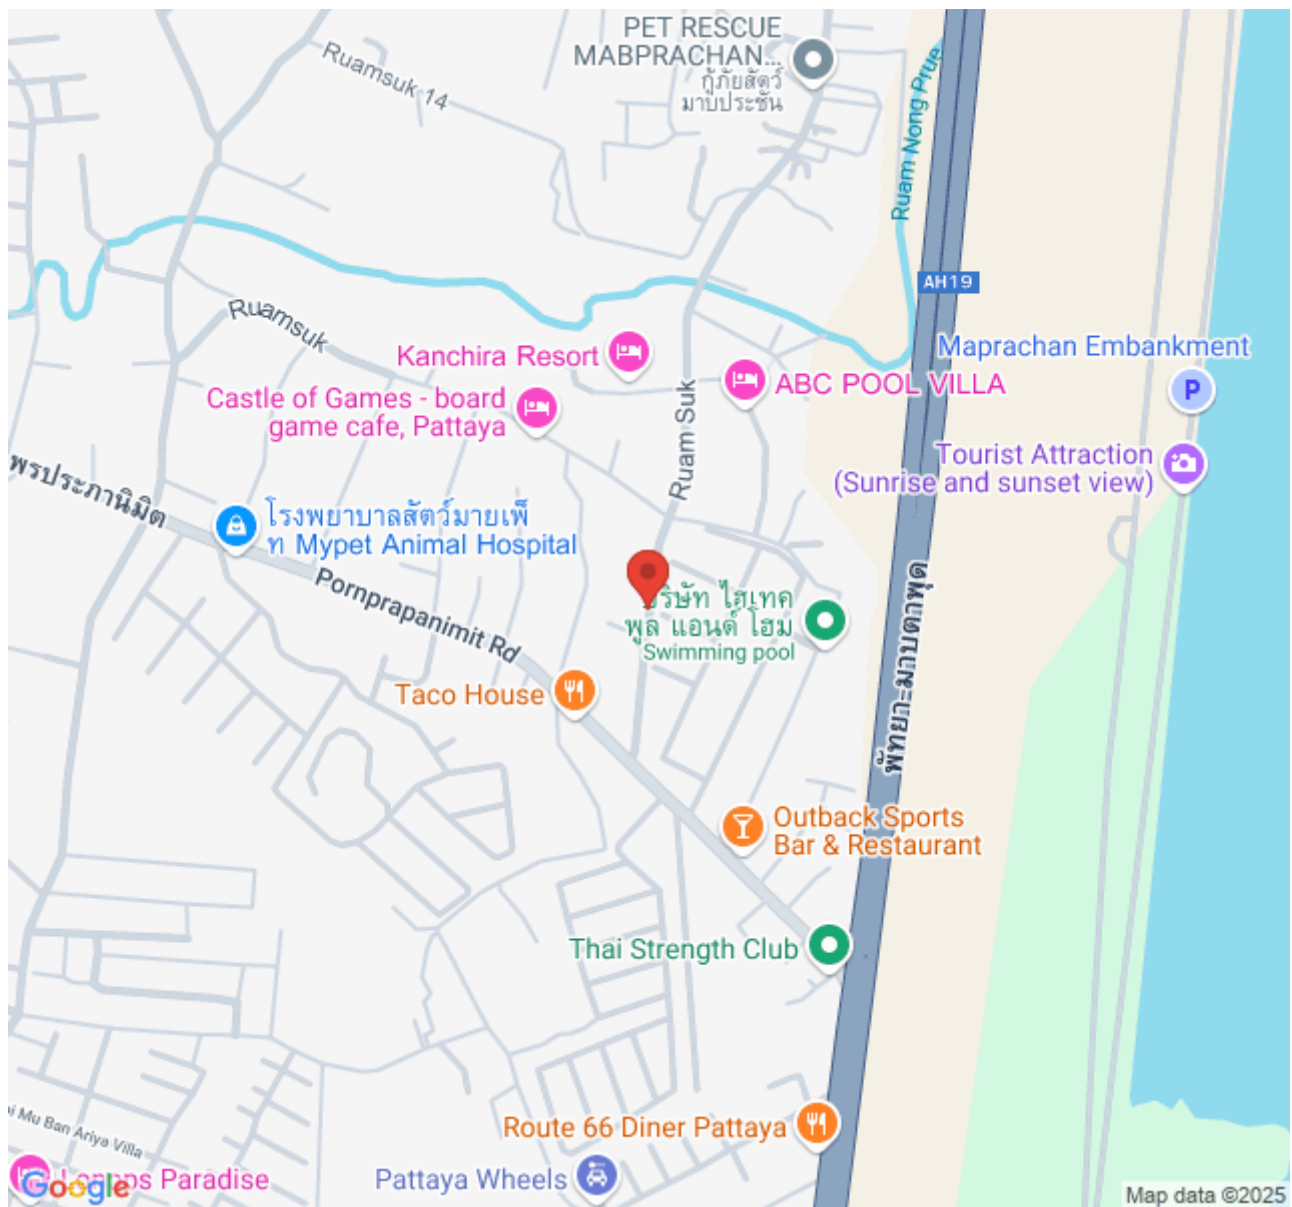 PET RESCUE
MABPRACHAN...
กู้ภัยสัตว์
มาบประชัน
Ruamsuk 14
Ruam Nong Prue
AH19
Ruamsuk
Kanchira Resort
Maprachan Embankment
P
ABC POOL VILLA
Castle of Games - board
game cafe, Pattaya
Ruam Suk
Tourist Attraction
(Sunrise and sunset view)
พรประภานิมิต
โรงพยาบาลสัตว์มายเพ็
ท Mypet Animal Hospital
Pornprapanimit Rd
บริษัท ไฮเทค
พูล แอนด์ โฮม
Swimming pool
พัทยา-มาบตาพุด
Taco House
Outback Sports
Bar & Restaurant
Thai Strength Club
Route 66 Diner Pattaya
Mu Ban Ariya Villa
Pattaya Wheels
Paradise
Google
Map data ©2025